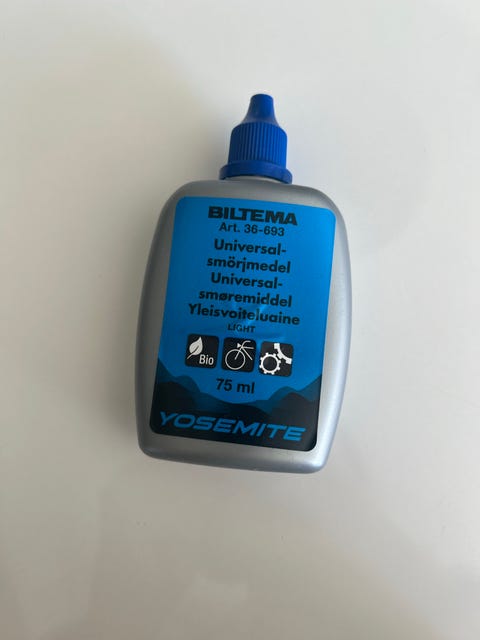 BILTEMA
Art. 36-693
Universal-
smörjmedel
Universal-
smøremiddel
Yleisvoiteluaine
LIGHT
Bio
75 ml
YOSEMITE